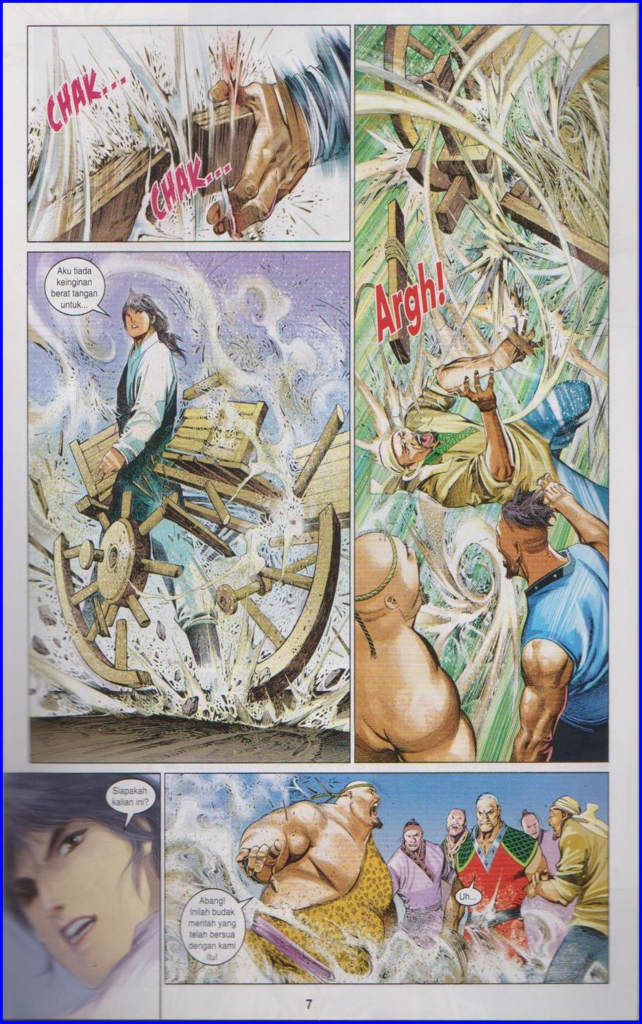 CHAK...
CHAK...
Aku tiada
keinginan
berat tangan
untuk...
Argh!
Siapakah
kalian ini?
Abang!
Inilah budak
mentah yang
telah bersua
dengan kami
itu!
Uh...
7